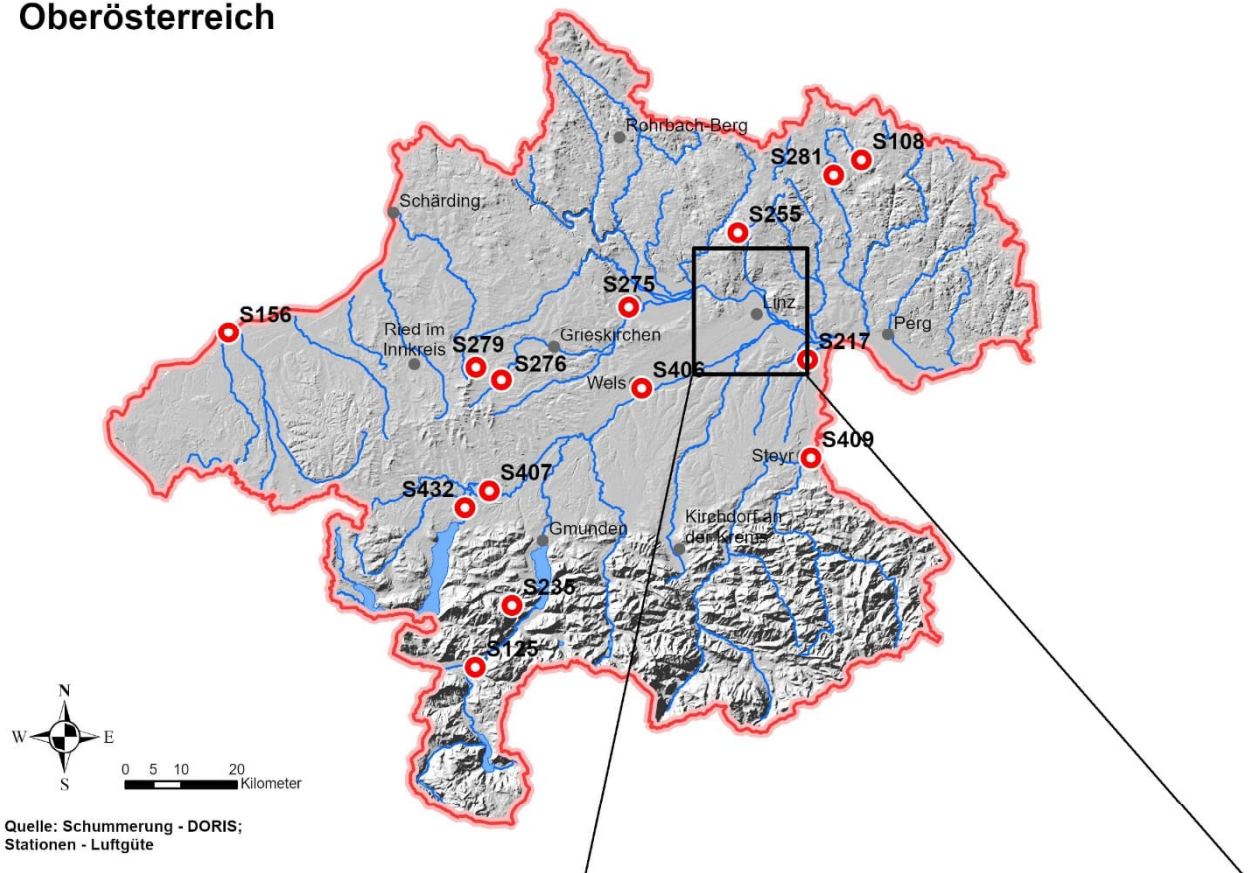 Oberösterreich
Rohrbach-Berg
S108
S281
Schärding
S255
S275
Linz
S156
Ried im
Innkreis
Grieskirchen
Perg
S279
S276
S217
Wels
S406
S409
Steyr
S407
S432
Gmunden
Kirchdorf an
der Krems
S235
S125
N
W
E
S
0 5 10 20
Kilometer
Quelle: Schummerung - DORIS;
Stationen - Luftgüte